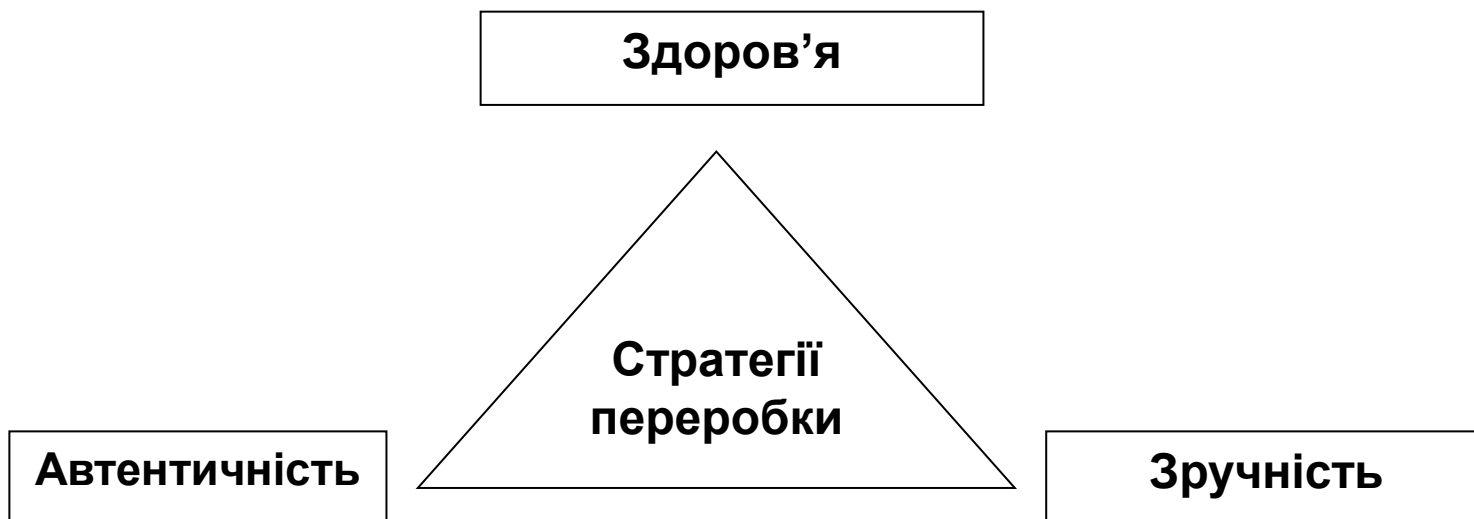 Здоров’я
Стратегії
переробки
Автентичність
Зручність